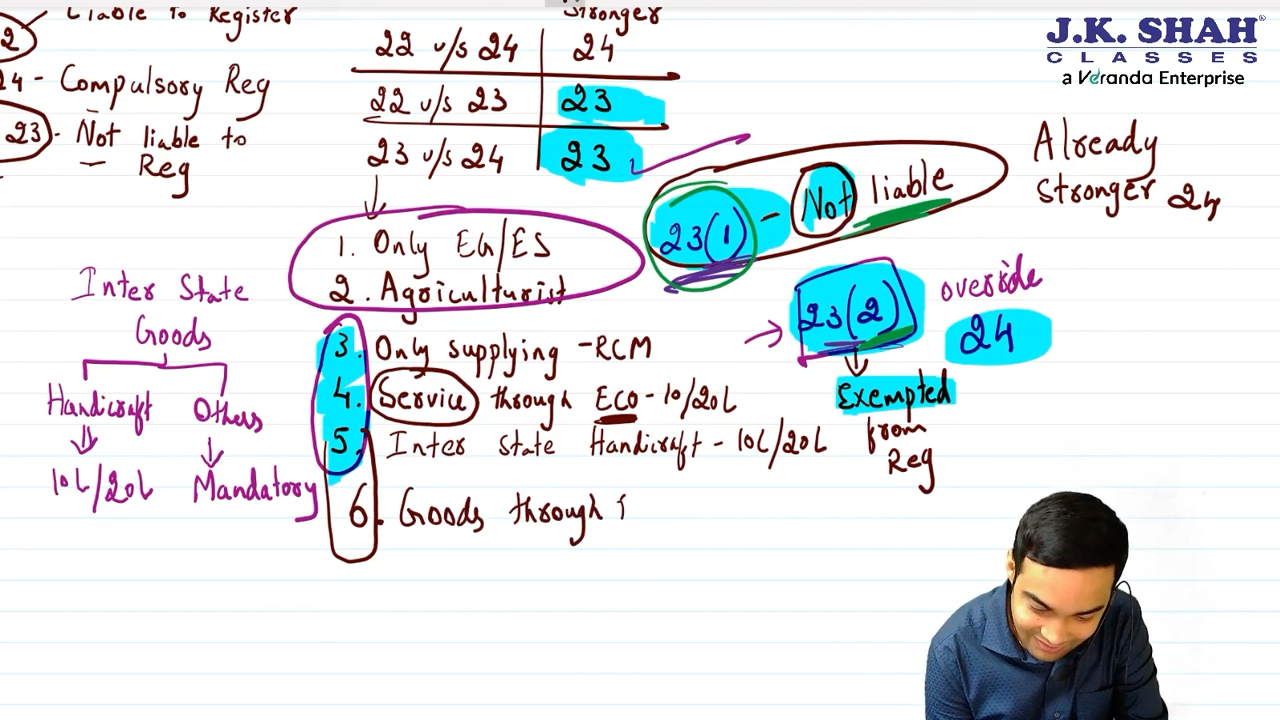 Liable To Register
Stronger
2
22 v/s 24 24
24 - Compulsory Reg
22 v/s 23 23
23 - Not liable to
Reg
23 v/s 24 23
J.K. SHAH®
CLASSES
a Veranda Enterprise
23(1) - Not liable
Already
Stronger 24
1. Only EG/ES
2. Agriculturist
3. Only supplying - RCM
4. Service through ECO - 10/20L
5. Inter state Handicraft - 10L/20L
6. Goods through
Inter State
Goods
Handicraft Others
10L/20L Mandatory
23(2) override
24
Exempted
from
Reg